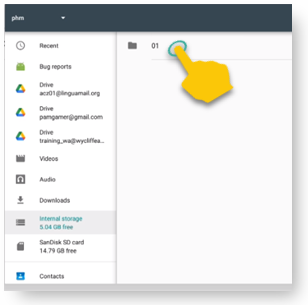 phm
Recent
01
Bug reports
Drive
acz01@linguamail.org
Drive
pamgamer@gmail.com
Drive
training_wa@wycliffea...
Videos
Audio
Downloads
Internal storage
5.04 GB free
SanDisk SD card
14.79 GB free
Contacts